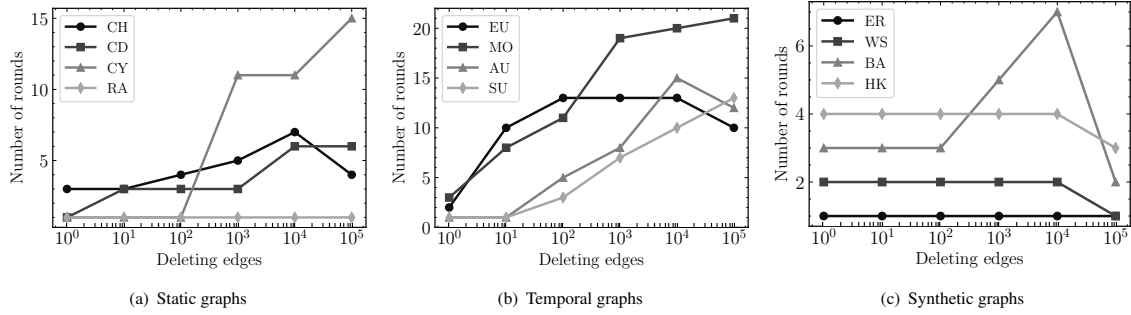 Number of rounds
15
10
5
CH
CD
CY
RA
10^0 10^1 10^2 10^3 10^4 10^5
Deleting edges
(a) Static graphs
Number of rounds
20
15
10
5
0
EU
MO
AU
SU
10^0 10^1 10^2 10^3 10^4 10^5
Deleting edges
(b) Temporal graphs
Number of rounds
6
4
2
ER
WS
BA
HK
10^0 10^1 10^2 10^3 10^4 10^5
Deleting edges
(c) Synthetic graphs